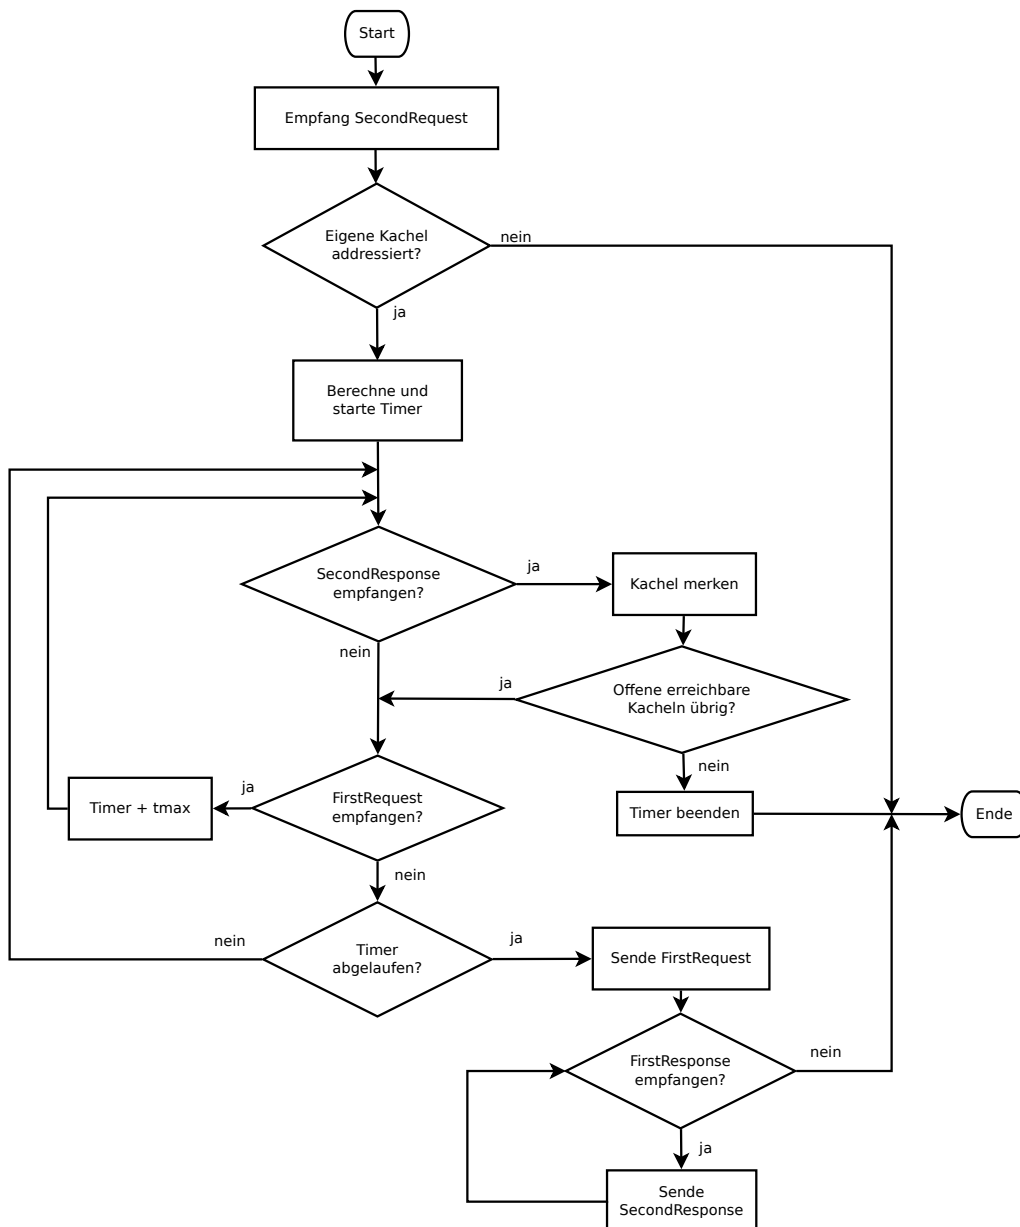 Start
Empfang SecondRequest
Eigene Kachel
addressiert?
nein
ja
Berechne und
starte Timer
SecondResponse
empfangen?
ja
Kachel merken
nein
Offene erreichbare
Kacheln übrig?
ja
nein
FirstRequest
empfangen?
ja
Timer + tmax
Timer beenden
Ende
nein
Timer
abgelaufen?
nein
ja
Sende FirstRequest
FirstResponse
empfangen?
nein
ja
Sende
SecondResponse